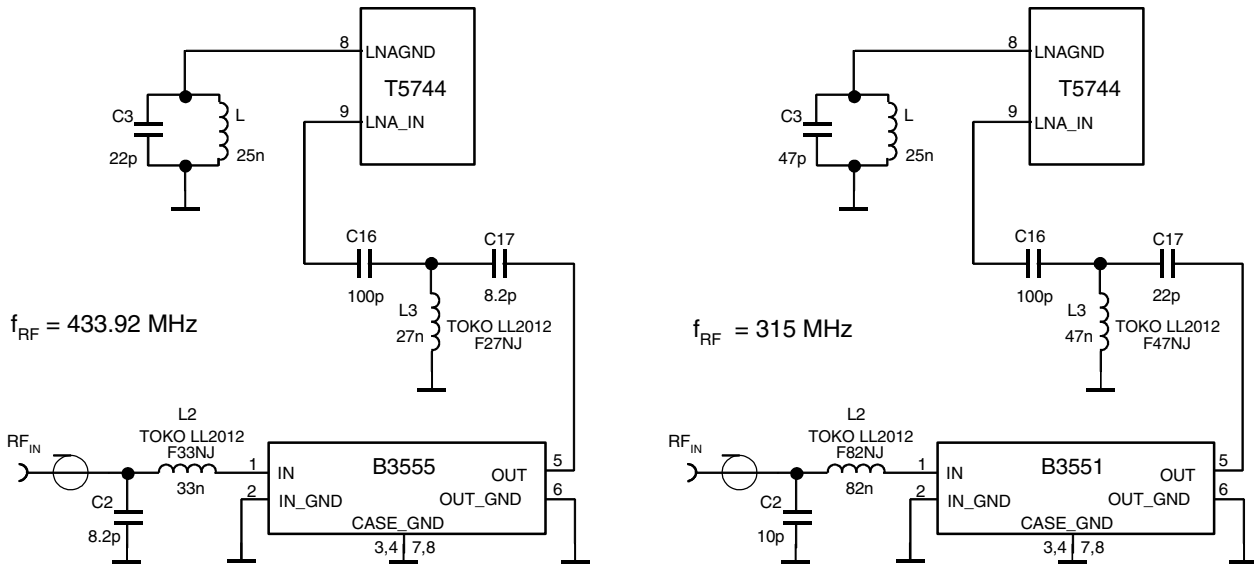 8
LNAGND
T5744
C3
L
9
LNA_IN
22p
25n
C16
C17
100p
8.2p
L3
27n
TOKO LL2012
F27NJ
fRF = 433.92 MHz
L2
TOKO LL2012
F33NJ
33n
RFIN
C2
8.2p
1
IN
2
IN_GND
B3555
OUT
5
OUT_GND
6
CASE_GND
3,4
7,8
8
LNAGND
T5744
C3
L
9
LNA_IN
47p
25n
C16
C17
100p
22p
L3
47n
TOKO LL2012
F47NJ
fRF = 315 MHz
L2
TOKO LL2012
F82NJ
82n
RFIN
C2
10p
1
IN
2
IN_GND
B3551
OUT
5
OUT_GND
6
CASE_GND
3,4
7,8